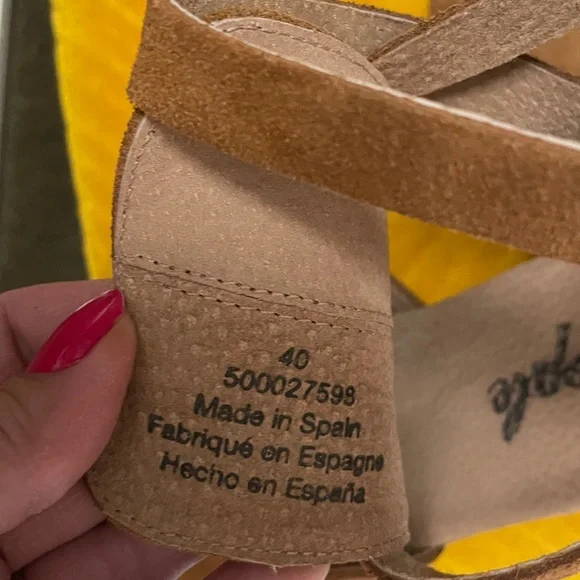 40
500027598
Made in Spain
Fabriqué en Espagne
Hecho en España